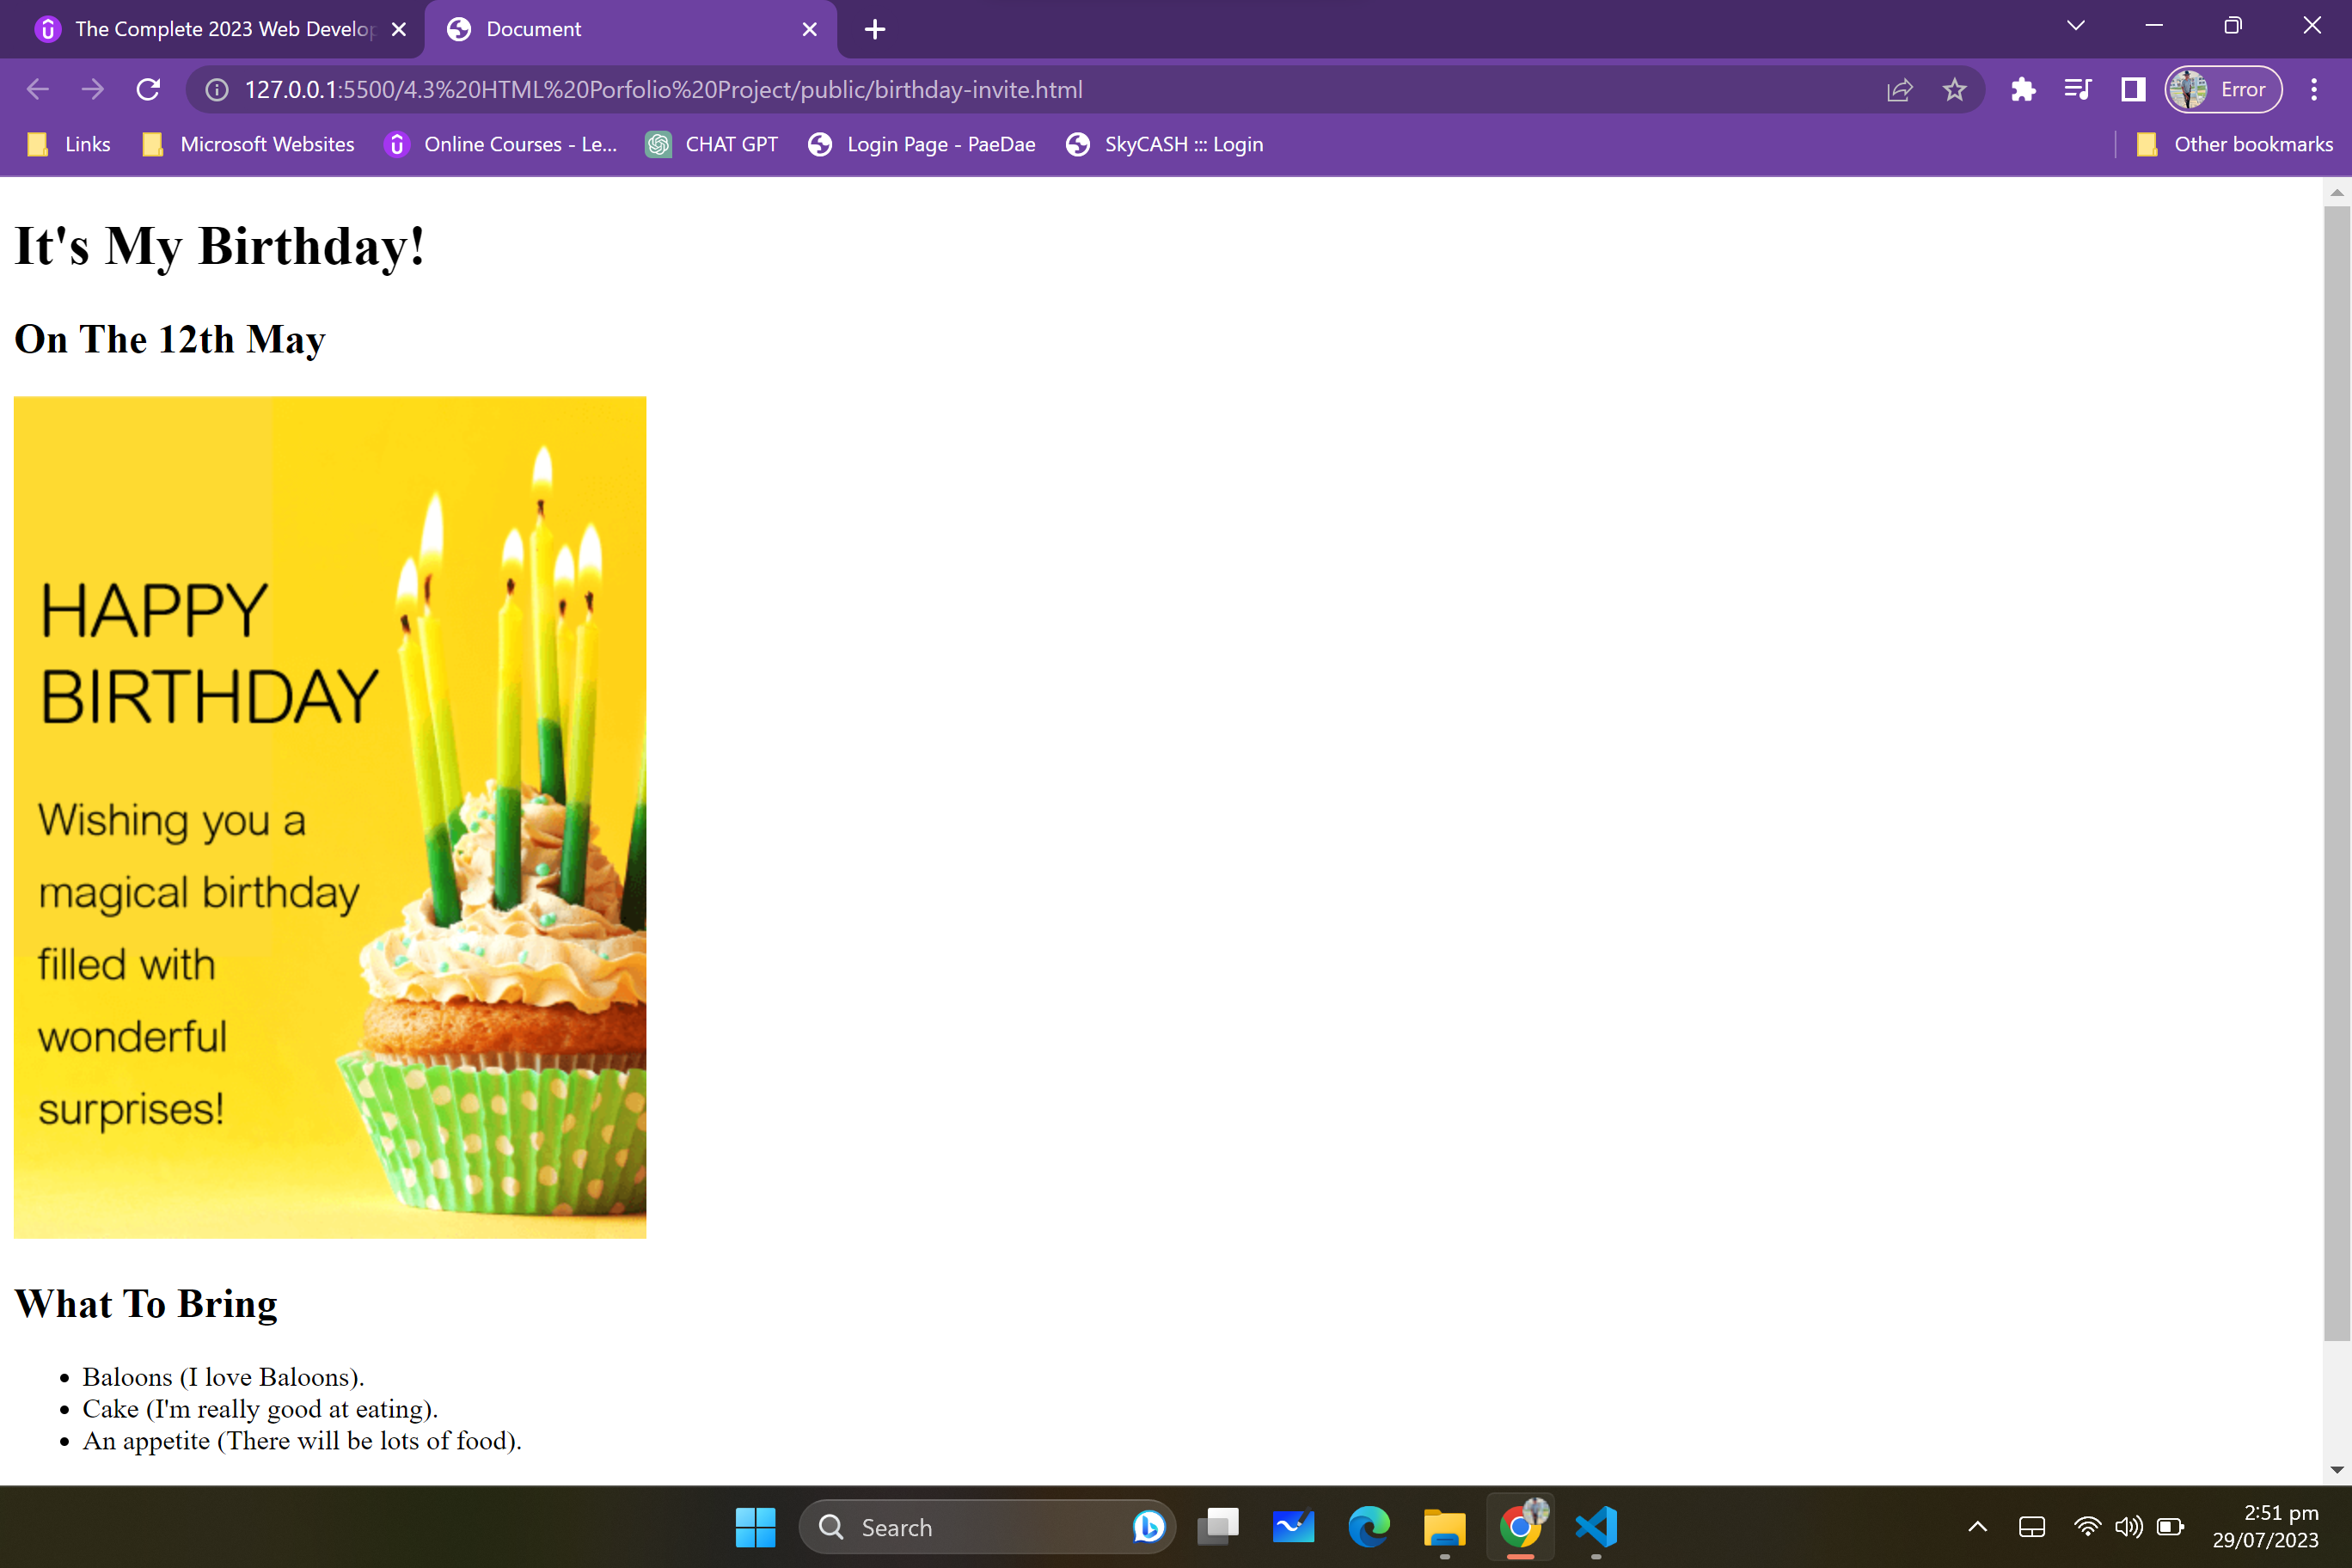 The Complete 2023 Web Develop
Document
127.0.0.1:5500/4.3%20HTML%20Porfolio%20Project/public/birthday-invite.html
Error
Links
Microsoft Websites
Online Courses - Le...
CHAT GPT
Login Page - PaeDae
SkyCASH ::: Login
Other bookmarks
It's My Birthday!
On The 12th May
HAPPY
BIRTHDAY
Wishing you a
magical birthday
filled with
wonderful
surprises!
What To Bring
• Baloons (I love Baloons).
• Cake (I'm really good at eating).
• An appetite (There will be lots of food).
Search
2:51 pm
29/07/2023